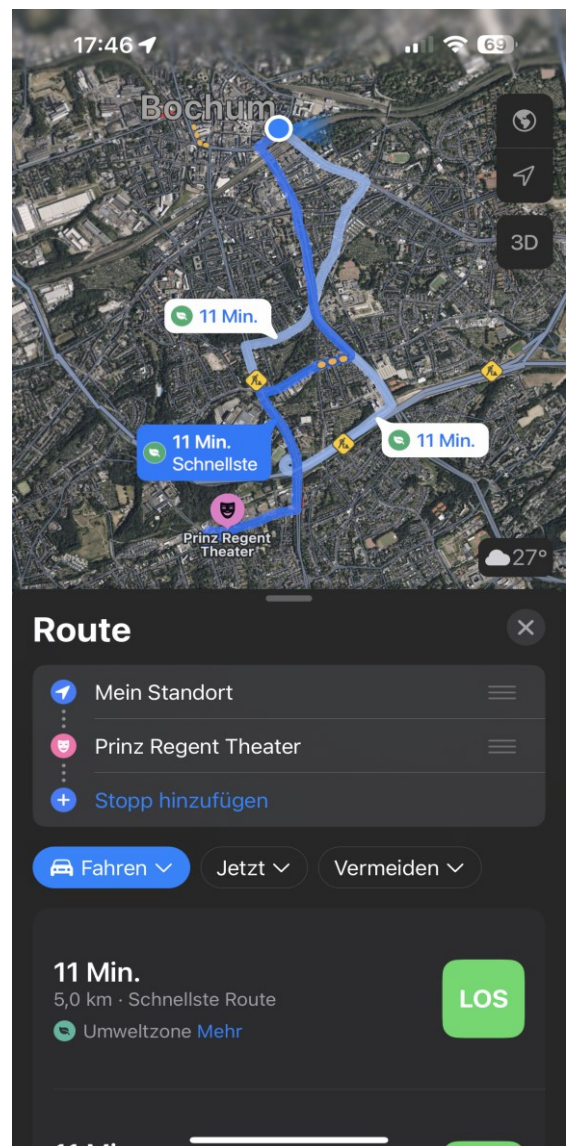 17:46
69
Bochum
3D
11 Min.
11 Min.
Schnellste
11 Min.
Prinz Regent
Theater
27°
Route
Mein Standort
Prinz Regent Theater
Stopp hinzufügen
Fahren
Jetzt
Vermeiden
11 Min.
5,0 km · Schnellste Route
LOS
Umweltzone Mehr